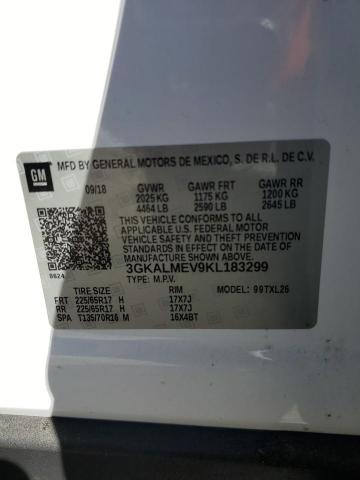 GM
MFD BY GENERAL MOTORS DE MEXICO, S. DE R.L. DE C.V.
09/18 GVWR GAWR FRT GAWR RR
2025 KG 1175 KG 1200 KG
4464 LB 2590 LB 2645 LB
THIS VEHICLE CONFORMS TO ALL
APPLICABLE U.S. FEDERAL MOTOR
VEHICLE SAFETY, BUMPER, AND
THEFT PREVENTION STANDARDS IN
EFFECT ON THE DATE OF
MANUFACTURE SHOWN ABOVE.
3GKALMEV9KL183299
8624 TYPE: M.P.V.
TIRE SIZE RIM MODEL: 99TXL26
FRT 225/65R17 H 17X7J
RR 225/65R17 H 17X7J
SPA T135/70R16 M 16X4BT